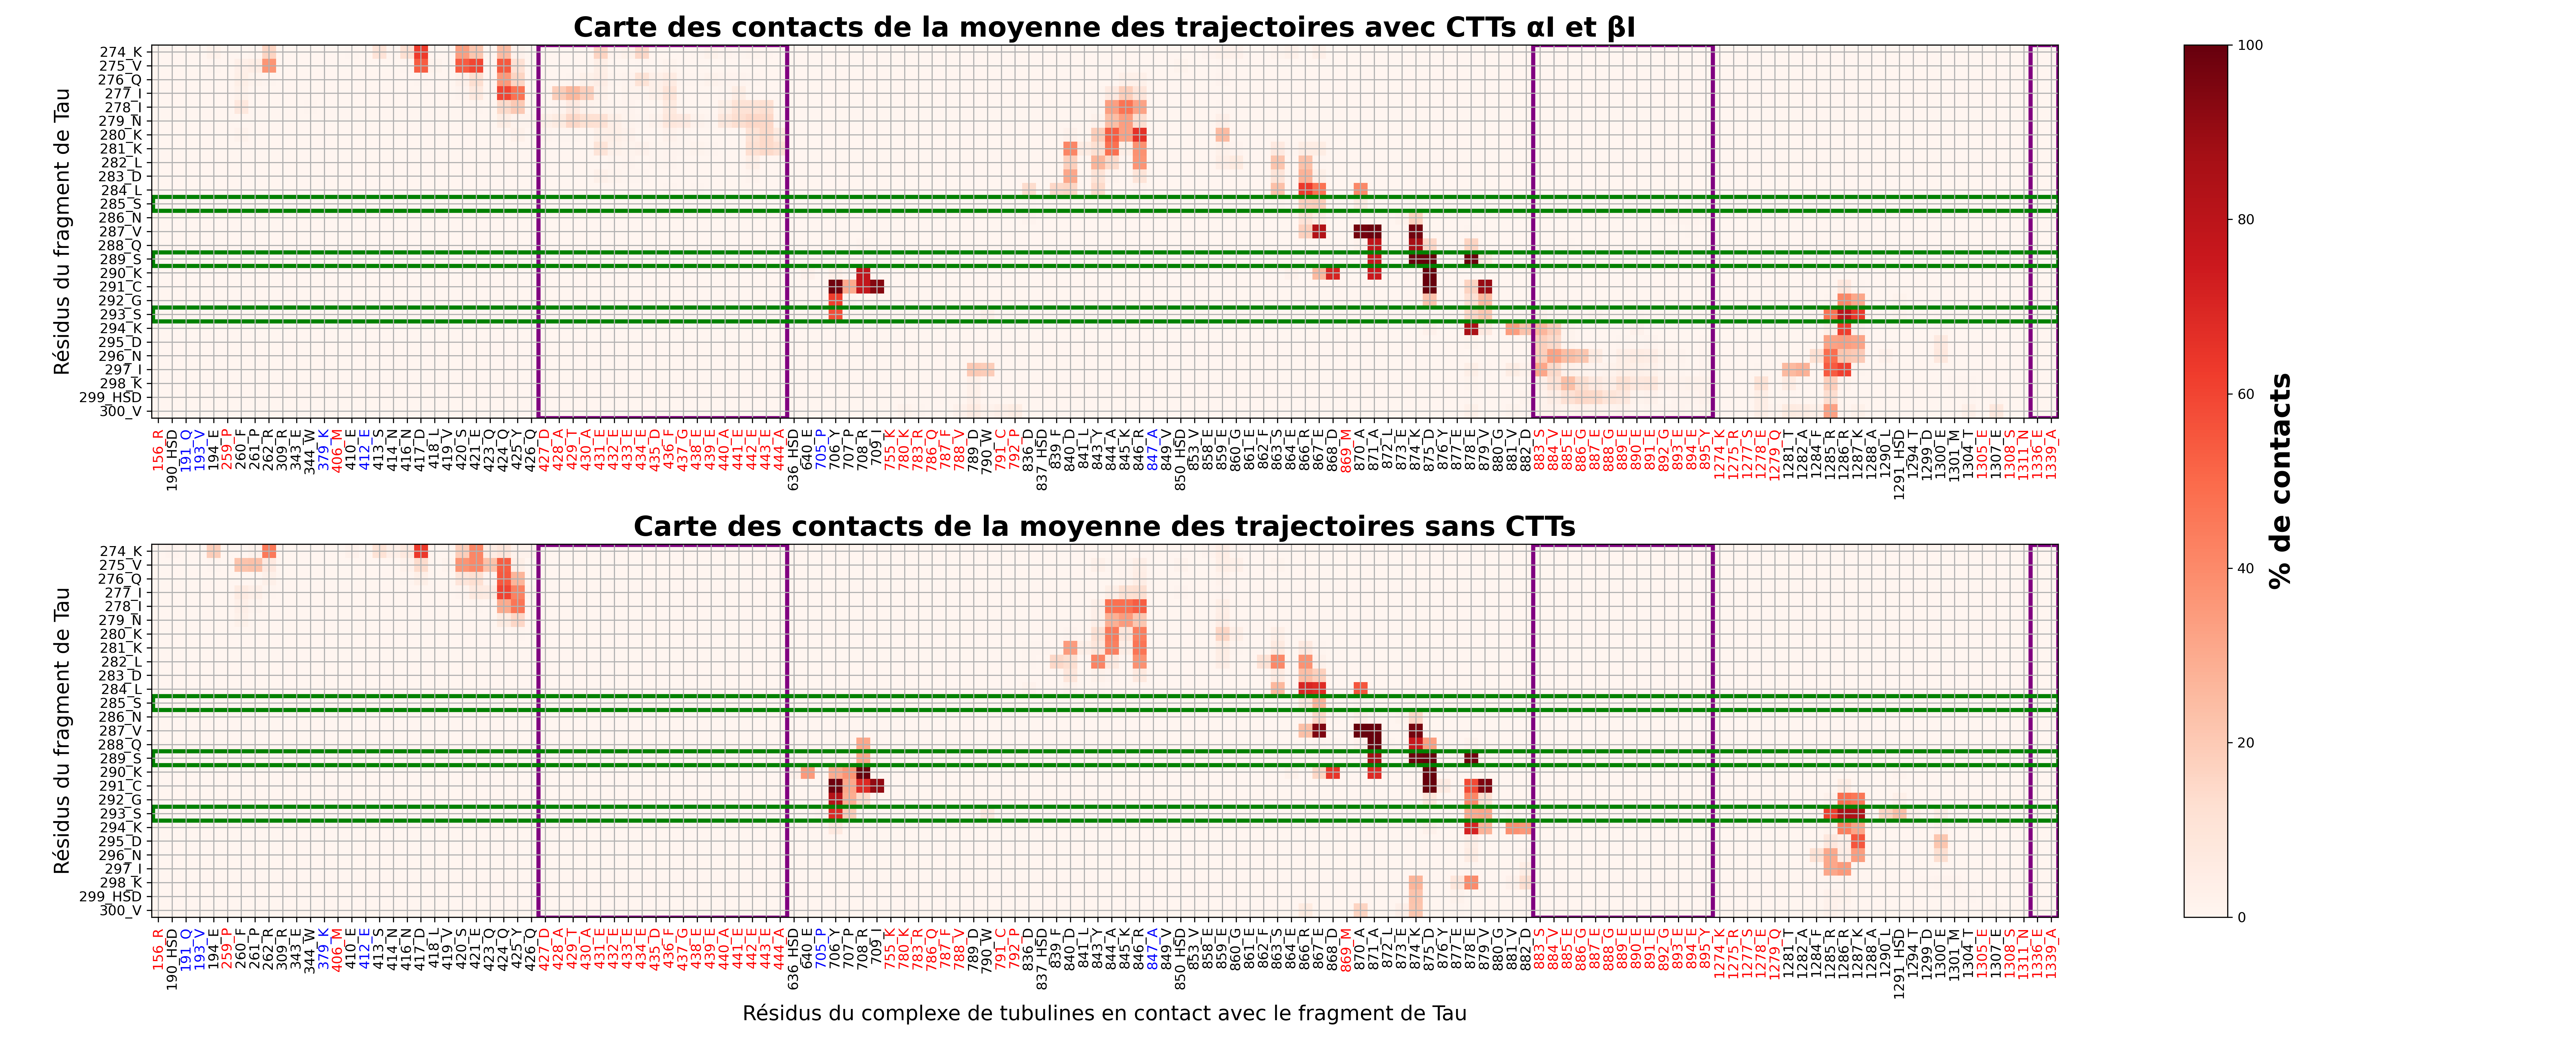 Carte des contacts de la moyenne des trajectoires avec CTTs αI et βI
Résidus du fragment de Tau
274_K
275_V
276_Q
277_I
278_I
279_N
280_K
281_K
282_L
283_D
284_L
285_S
286_N
287_V
288_Q
289_S
290_K
291_C
292_G
293_S
294_K
295_D
296_N
297_I
298_K
299_HSD
300_V
156_R
190_HSD
191_Q
193_V
194_E
259_P
260_F
261_P
262_R
309_R
343_E
344_W
379_K
406_M
410_E
412_E
413_S
414_N
416_N
417_D
418_L
419_V
420_S
421_E
423_Q
424_Q
425_Y
426_Q
427_D
428_A
429_T
430_A
431_E
432_E
433_E
434_E
435_D
436_F
437_G
438_E
439_E
440_A
441_E
442_E
443_E
444_A
636_HSD
640_E
705_P
706_Y
707_P
708_R
709_I
755_K
780_K
783_R
786_Q
787_F
788_V
789_D
790_W
791_C
792_P
836_D
837_HSD
839_F
840_D
841_L
843_Y
844_A
845_K
846_R
847_A
849_V
850_HSD
853_V
858_E
859_E
860_G
861_E
862_F
863_S
864_E
866_R
867_E
868_D
869_M
870_A
871_A
872_L
873_E
874_K
875_D
876_Y
877_E
878_E
879_V
880_G
881_V
882_D
883_S
884_V
885_E
886_G
887_E
888_G
889_E
890_E
891_E
892_G
893_E
894_E
895_Y
1274_K
1275_R
1277_S
1278_E
1279_Q
1281_T
1282_A
1284_F
1285_R
1286_R
1287_K
1288_A
1290_L
1291_HSD
1294_T
1299_D
1300_E
1301_M
1304_T
1305_E
1307_E
1308_S
1311_N
1336_E
1339_A
Carte des contacts de la moyenne des trajectoires sans CTTs
Résidus du fragment de Tau
274_K
275_V
276_Q
277_I
278_I
279_N
280_K
281_K
282_L
283_D
284_L
285_S
286_N
287_V
288_Q
289_S
290_K
291_C
292_G
293_S
294_K
295_D
296_N
297_I
298_K
299_HSD
300_V
156_R
190_HSD
191_Q
193_V
194_E
259_P
260_F
261_P
262_R
309_R
343_E
344_W
379_K
406_M
410_E
412_E
413_S
414_N
416_N
417_D
418_L
419_V
420_S
421_E
423_Q
424_Q
425_Y
426_Q
427_D
428_A
429_T
430_A
431_E
432_E
433_E
434_E
435_D
436_F
437_G
438_E
439_E
440_A
441_E
442_E
443_E
444_A
636_HSD
640_E
705_P
706_Y
707_P
708_R
709_I
755_K
780_K
783_R
786_Q
787_F
788_V
789_D
790_W
791_C
792_P
836_D
837_HSD
839_F
840_D
841_L
843_Y
844_A
845_K
846_R
847_A
849_V
850_HSD
853_V
858_E
859_E
860_G
861_E
862_F
863_S
864_E
866_R
867_E
868_D
869_M
870_A
871_A
872_L
873_E
874_K
875_D
876_Y
877_E
878_E
879_V
880_G
881_V
882_D
883_S
884_V
885_E
886_G
887_E
888_G
889_E
890_E
891_E
892_G
893_E
894_E
895_Y
1274_K
1275_R
1277_S
1278_E
1279_Q
1281_T
1282_A
1284_F
1285_R
1286_R
1287_K
1288_A
1290_L
1291_HSD
1294_T
1299_D
1300_E
1301_M
1304_T
1305_E
1307_E
1308_S
1311_N
1336_E
1339_A
Résidus du complexe de tubulines en contact avec le fragment de Tau
100
80
60
40
20
0
% de contacts